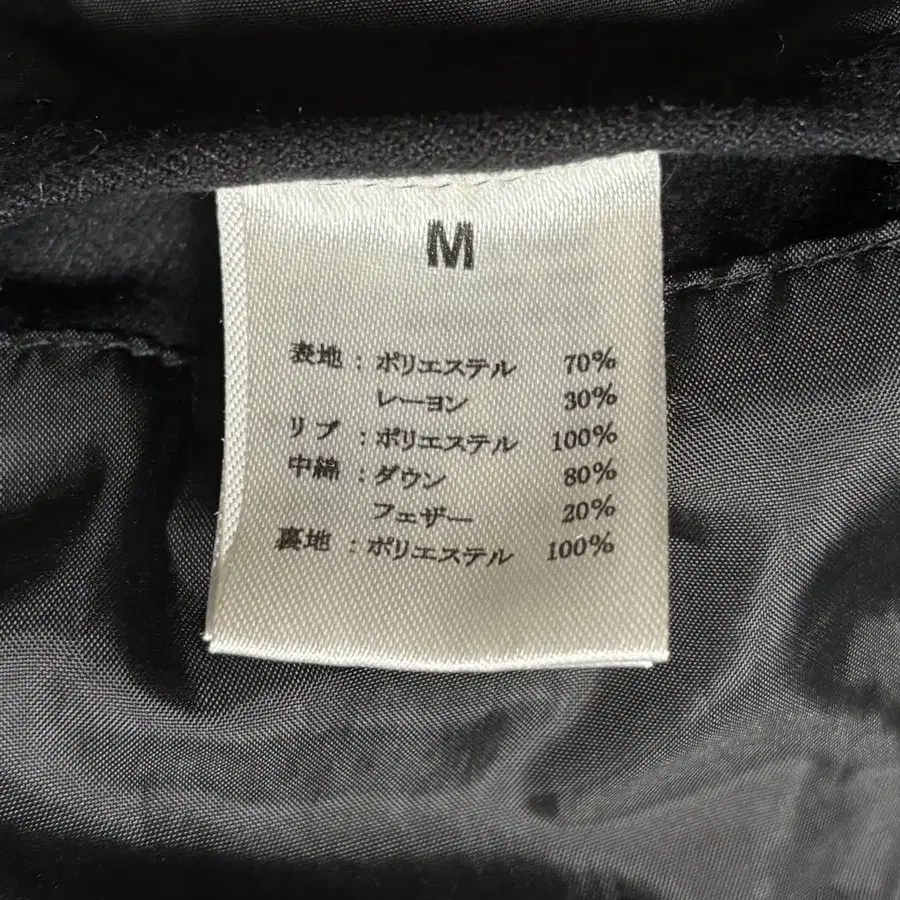 M
表地：ポリエステル 70%
レーヨン 30%
リブ：ポリエステル 100%
中綿：ダウン 80%
フェザー 20%
裏地：ポリエステル 100%